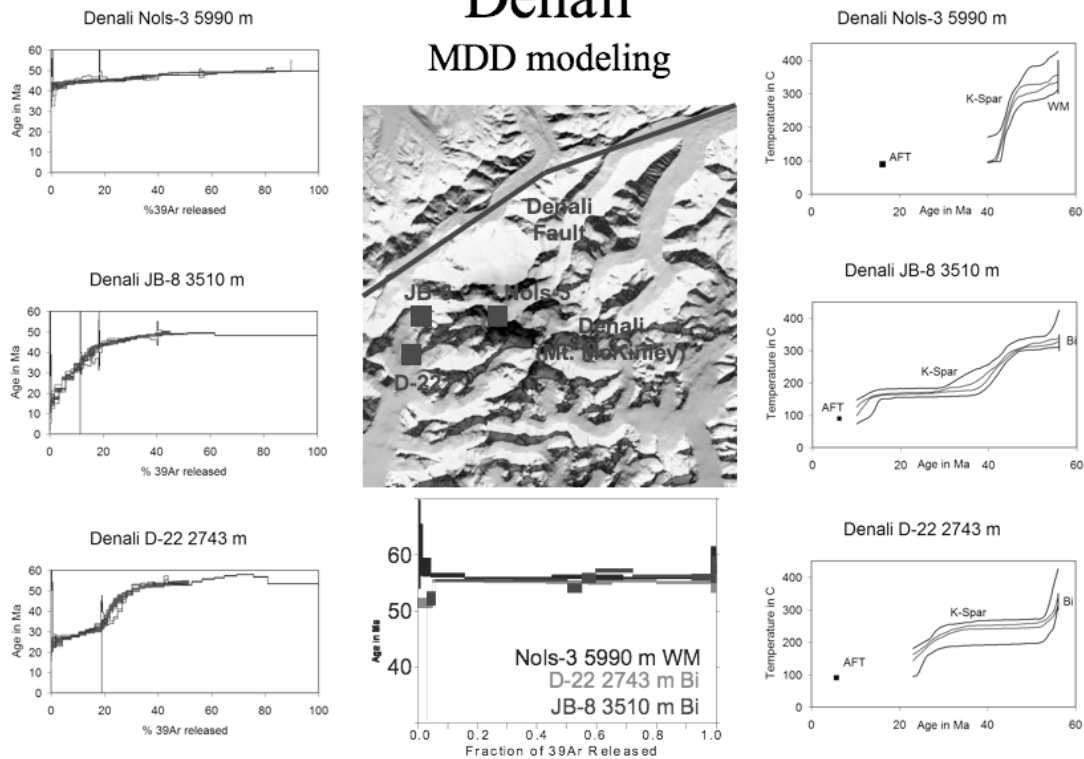 Denali
MDD modeling
Denali Nols-3 5990 m
Age in Ma
60
50
40
30
20
10
0
0 20 40 60 80 100
%39Ar released
Denali JB-8 3510 m
Age in Ma
60
50
40
30
20
10
0
0 20 40 60 80 100
% 39Ar released
Denali D-22 2743 m
Age in Ma
60
50
40
30
20
10
0
0 20 40 60 80 100
% 39Ar released
Denali
Fault
JB-8 Nols-3
Denali
(Mt. McKinley)
D-22
60
50
40
Age in Ma
Nols-3 5990 m WM
D-22 2743 m Bi
JB-8 3510 m Bi
0.0 0.2 0.4 0.6 0.8 1.0
Fraction of 39Ar Released
Denali Nols-3 5990 m
Temperature in C
400
300
200
100
0
K-Spar
WM
AFT
0 20 40 60
Age in Ma
Denali JB-8 3510 m
Temperature in C
400
300
200
100
0
Bi
K-Spar
AFT
0 20 40 60
Age in Ma
Denali D-22 2743 m
Temperature in C
400
300
200
100
0
K-Spar
Bi
AFT
0 20 40 60
Age in Ma